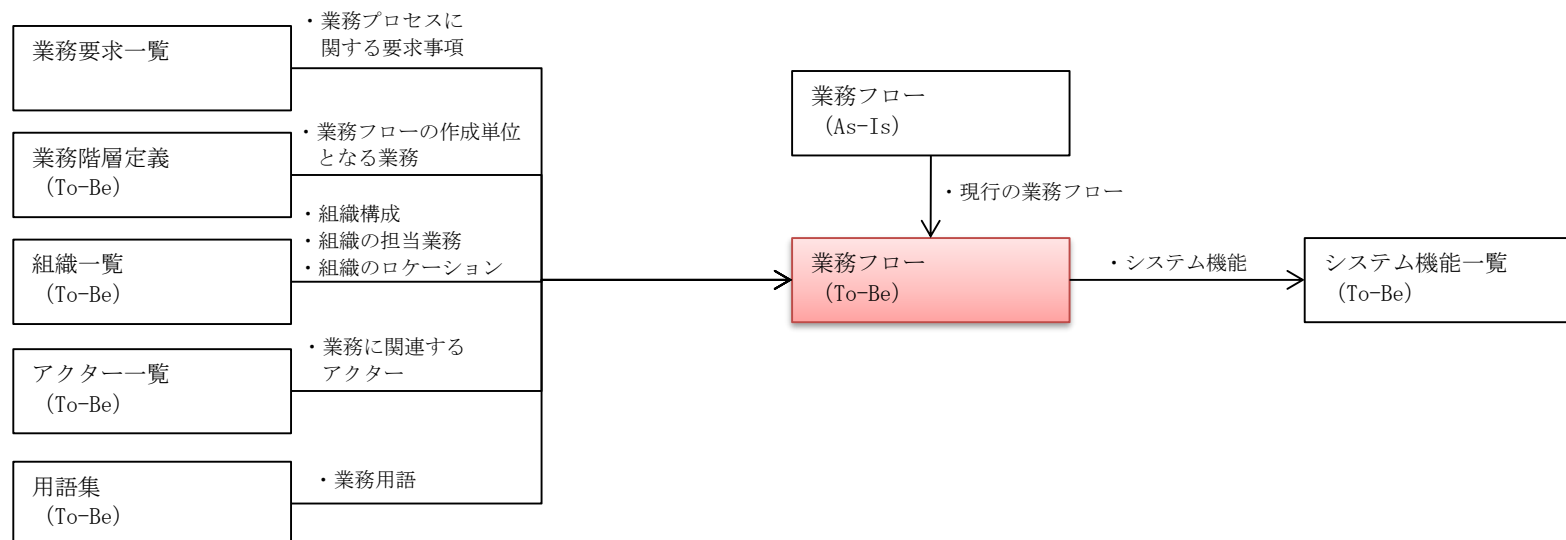 業務要求一覧
・業務プロセスに
関する要求事項
業務階層定義
（To-Be）
・業務フローの作成単位
となる業務
組織一覧
（To-Be）
・組織構成
・組織の担当業務
・組織のロケーション
アクター一覧
（To-Be）
・業務に関連する
アクター
用語集
（To-Be）
・業務用語
業務フロー
（As-Is）
・現行の業務フロー
業務フロー
（To-Be）
・システム機能
システム機能一覧
（To-Be）